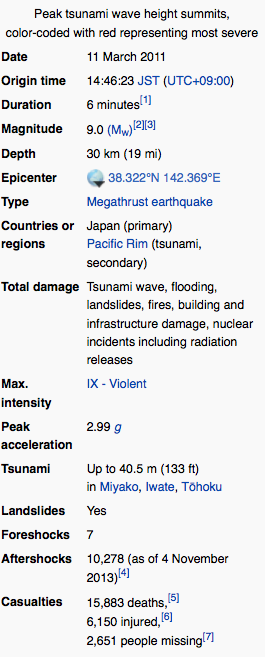 Peak tsunami wave height summits,
color-coded with red representing most severe
Date 11 March 2011
Origin time 14:46:23 JST (UTC+09:00)
Duration 6 minutes[1]
Magnitude 9.0 (Mw)[2][3]
Depth 30 km (19 mi)
Epicenter 38.322°N 142.369°E
Type Megathrust earthquake
Countries or regions Japan (primary)
Pacific Rim (tsunami,
secondary)
Total damage Tsunami wave, flooding,
landslides, fires, building and
infrastructure damage, nuclear
incidents including radiation
releases
Max. intensity IX - Violent
Peak acceleration 2.99 g
Tsunami Up to 40.5 m (133 ft)
in Miyako, Iwate, Tōhoku
Landslides Yes
Foreshocks 7
Aftershocks 10,278 (as of 4 November
2013)[4]
Casualties 15,883 deaths,[5]
6,150 injured,[6]
2,651 people missing[7]